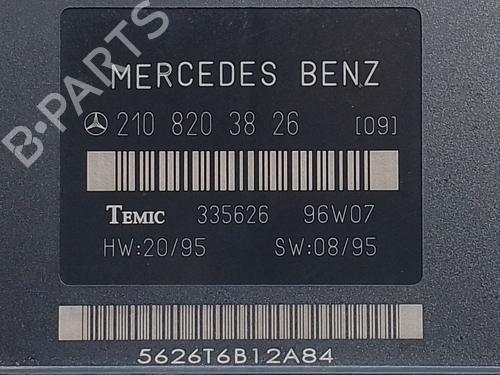 B-PARTS
MERCEDES BENZ
210 820 38 26 [09]
TEMIC 335626 96W07
HW:20/95 SW:08/95
5626T6B12A84